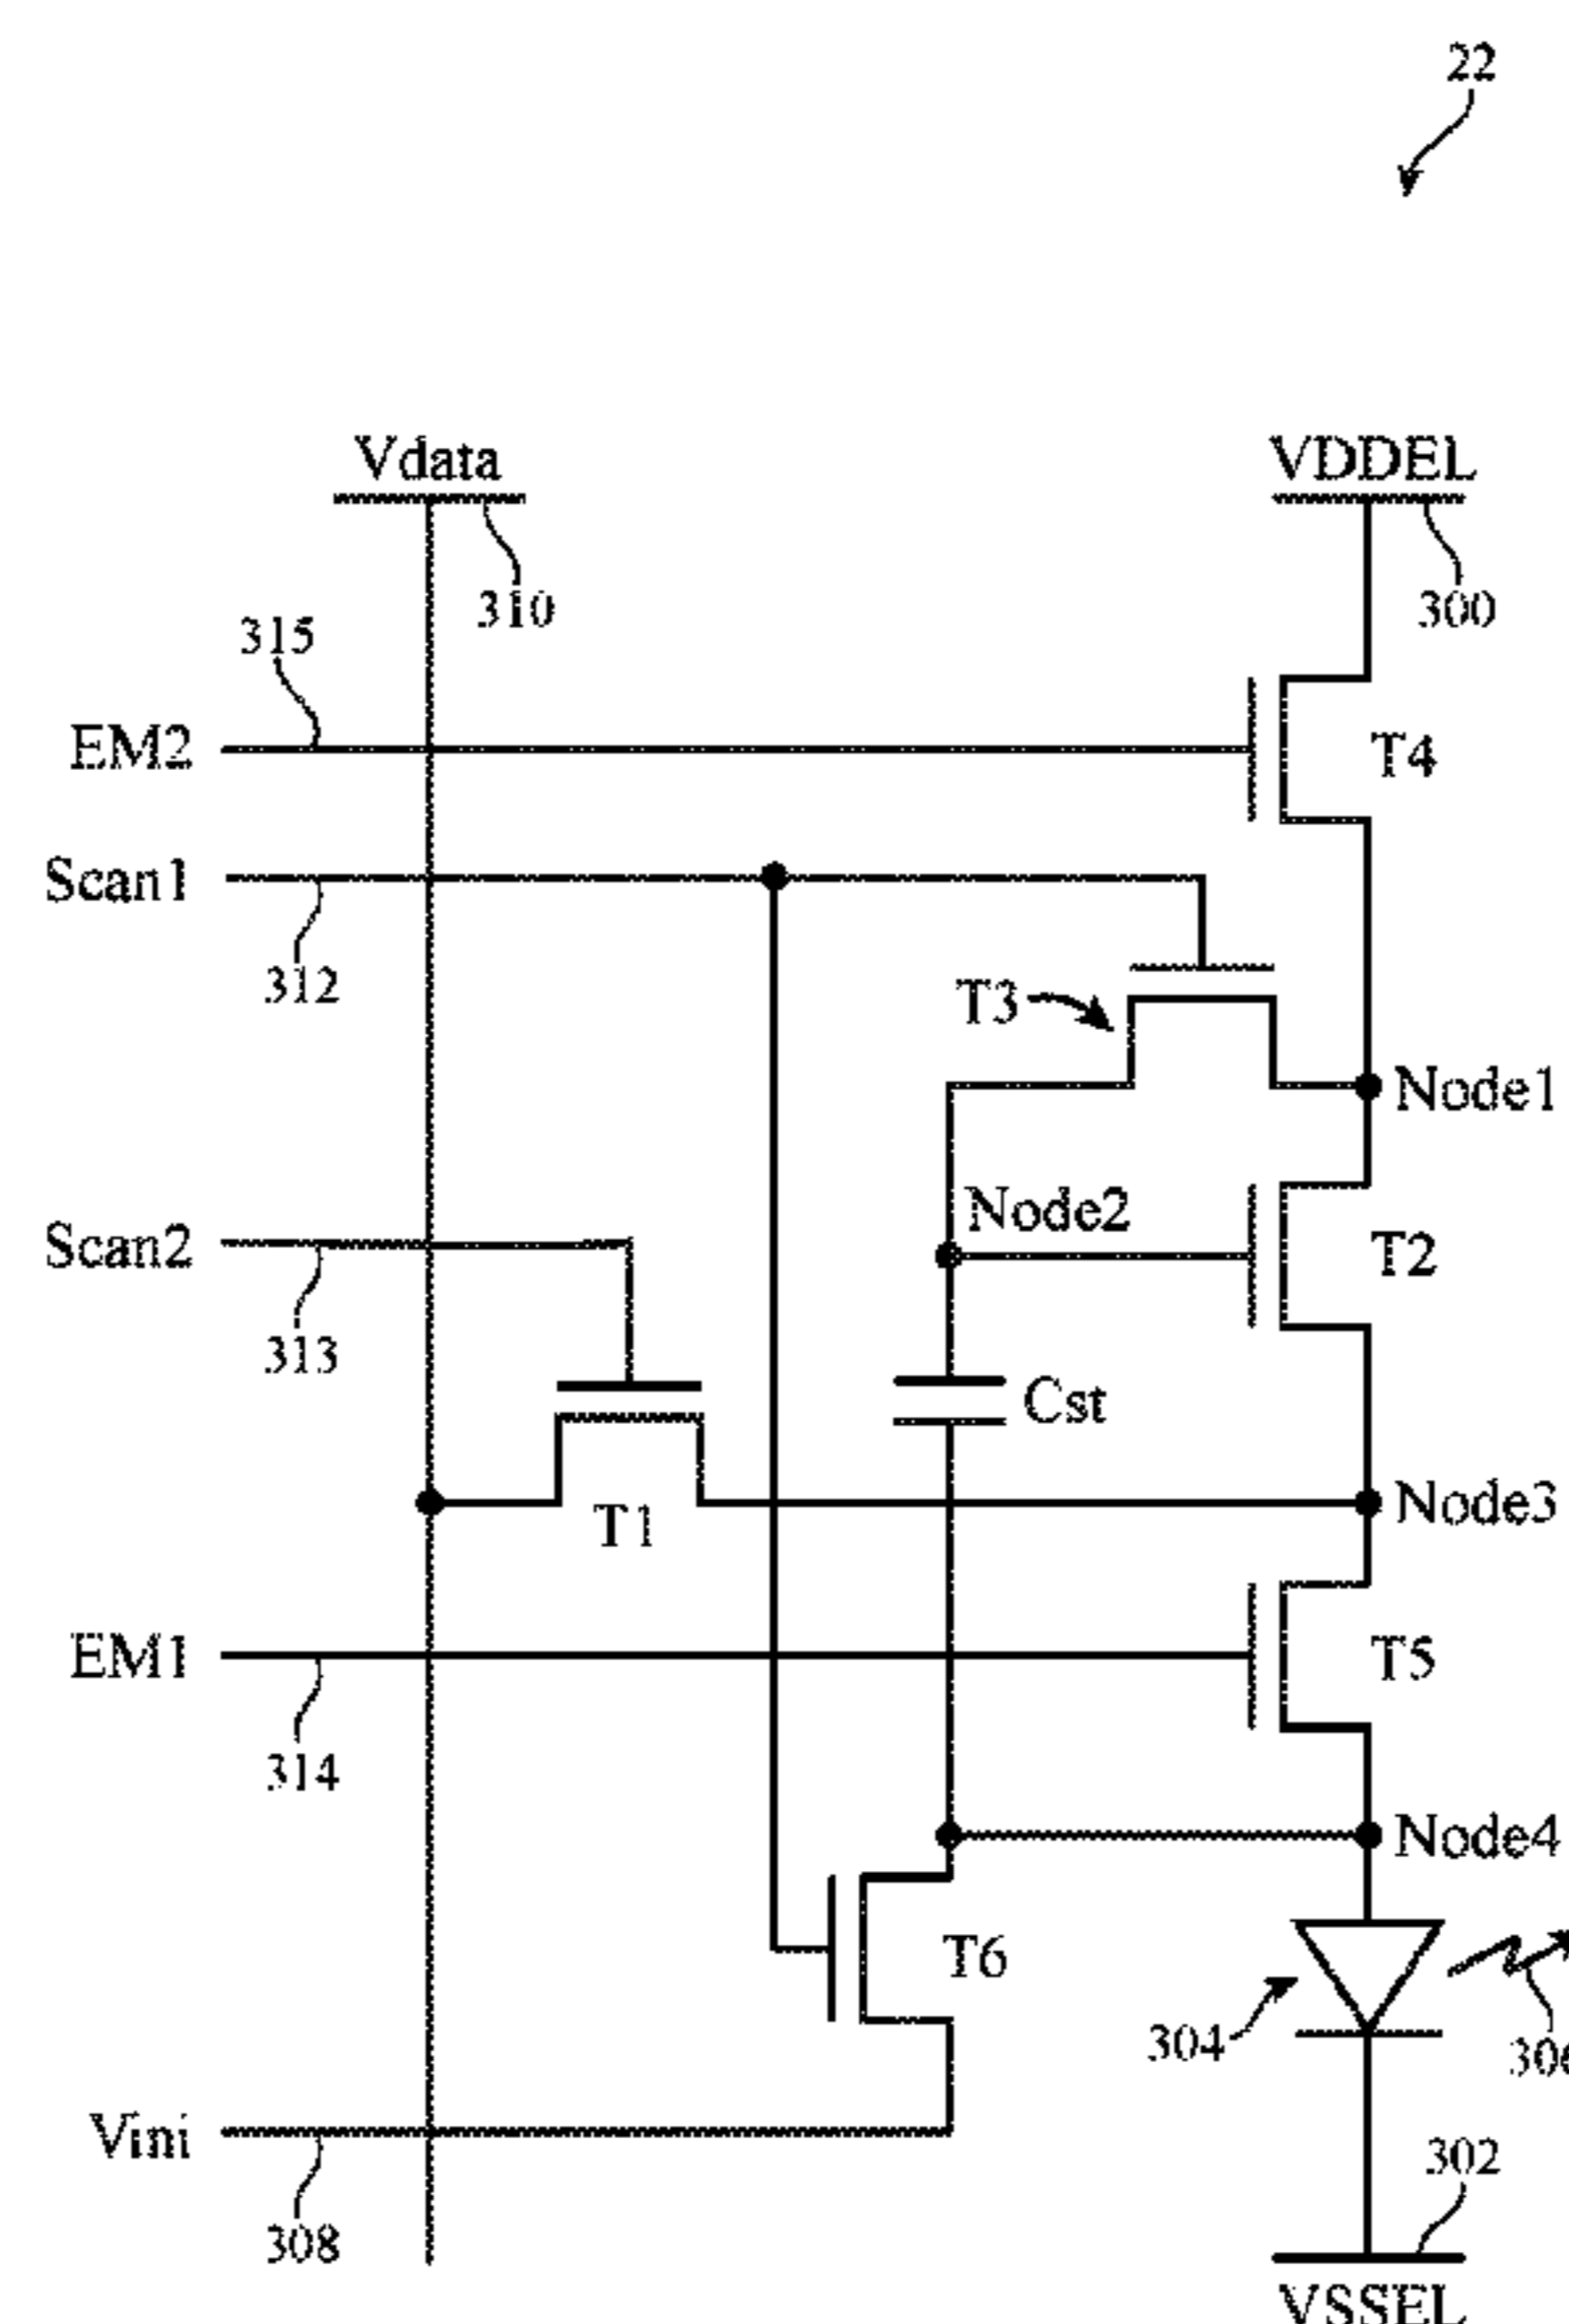 22
Vdata
VDDEL
310
300
315
EM2
T4
Scan1
312
T3
Node1
Node2
Scan2
T2
313
Cst
Node3
T1
EM1
T5
314
Node4
T6
304
306
Vini
302
308
VSSEL